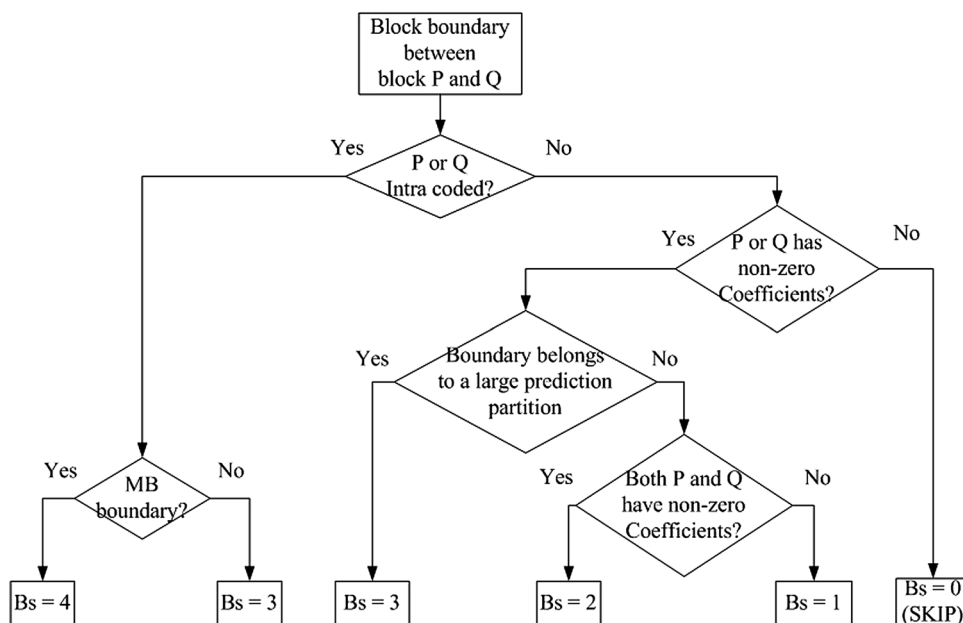 Block boundary
between
block P and Q
Yes
No
P or Q
Intra coded?
Yes
No
P or Q has
non-zero
Coefficients?
Yes
No
Boundary belongs
to a large prediction
partition
Yes
No
MB
boundary?
Yes
No
Both P and Q
have non-zero
Coefficients?
Bs = 4
Bs = 3
Bs = 3
Bs = 2
Bs = 1
Bs = 0
(SKIP)